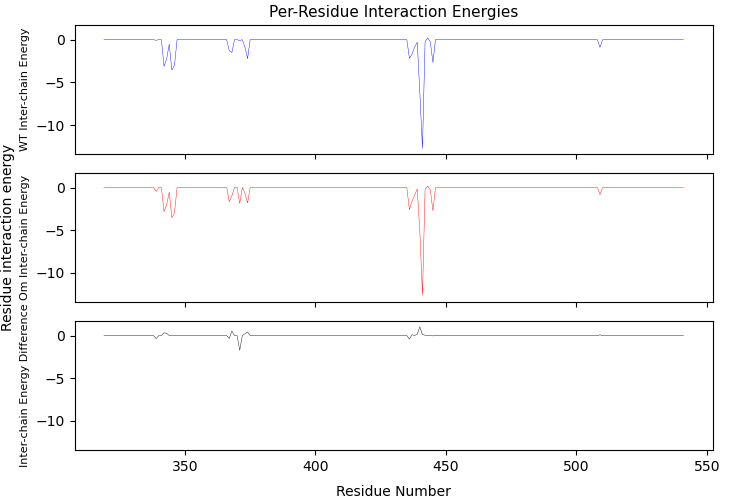 Per-Residue Interaction Energies
WT Inter-chain Energy
0
−5
−10
Residue interaction energy
Om Inter-chain Energy
0
−5
−10
Inter-chain Energy Difference
0
−5
−10
350 400 450 500 550
Residue Number